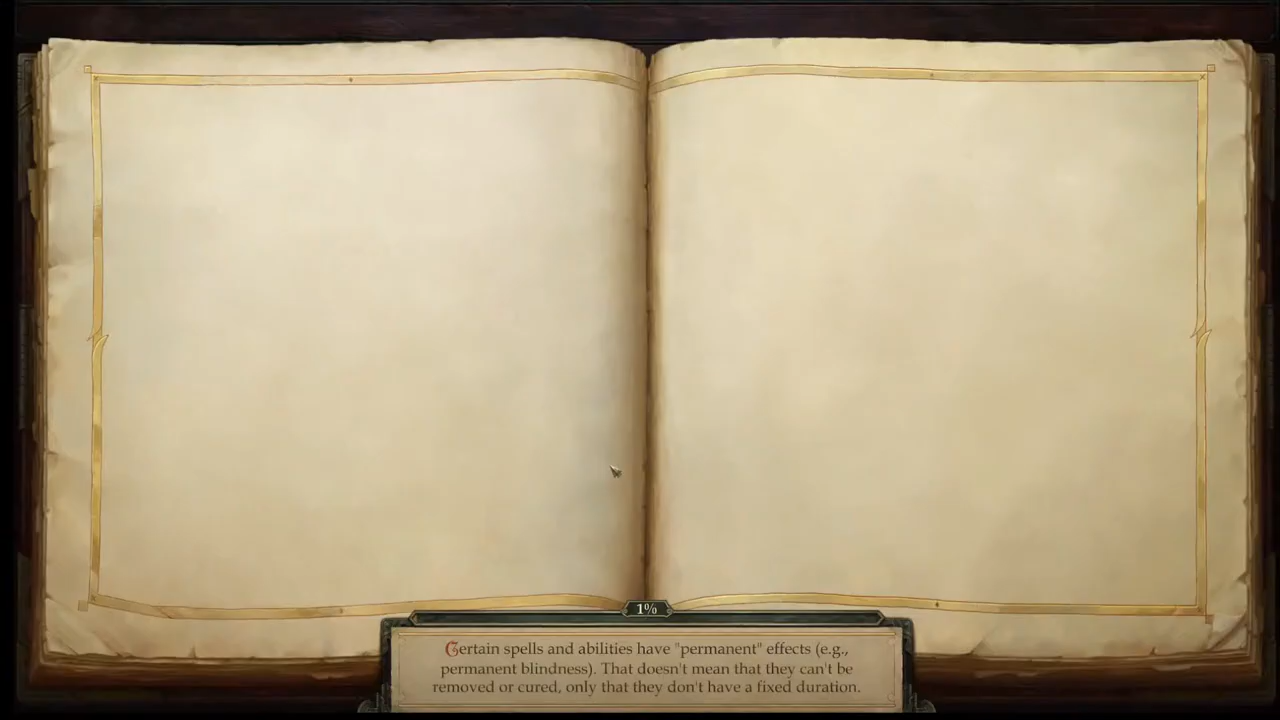 1%
Certain spells and abilities have "permanent" effects (e.g.,
permanent blindness). That doesn't mean that they can't be
removed or cured, only that they don't have a fixed duration.